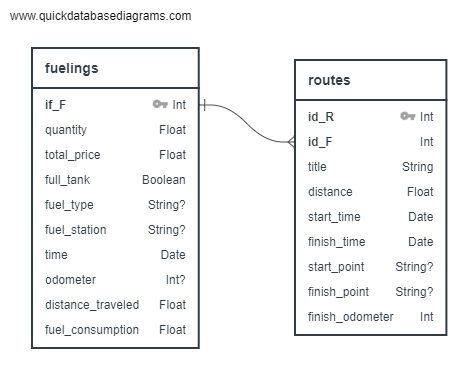 www.quickdatabasediagrams.com
fuelings
if_F Int
quantity Float
total_price Float
full_tank Boolean
fuel_type String?
fuel_station String?
time Date
odometer Int?
distance_traveled Float
fuel_consumption Float
routes
id_R Int
id_F Int
title String
distance Float
start_time Date
finish_time Date
start_point String?
finish_point String?
finish_odometer Int